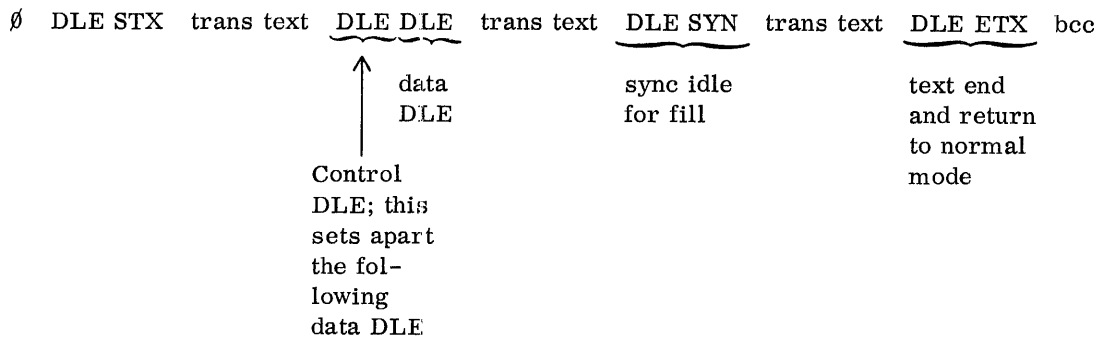 ∅ DLE STX trans text DLE DLE trans text DLE SYN trans text DLE ETX bcc
data
DLE
sync idle
for fill
text end
and return
to normal
mode
Control
DLE; this
sets apart
the fol-
lowing
data DLE